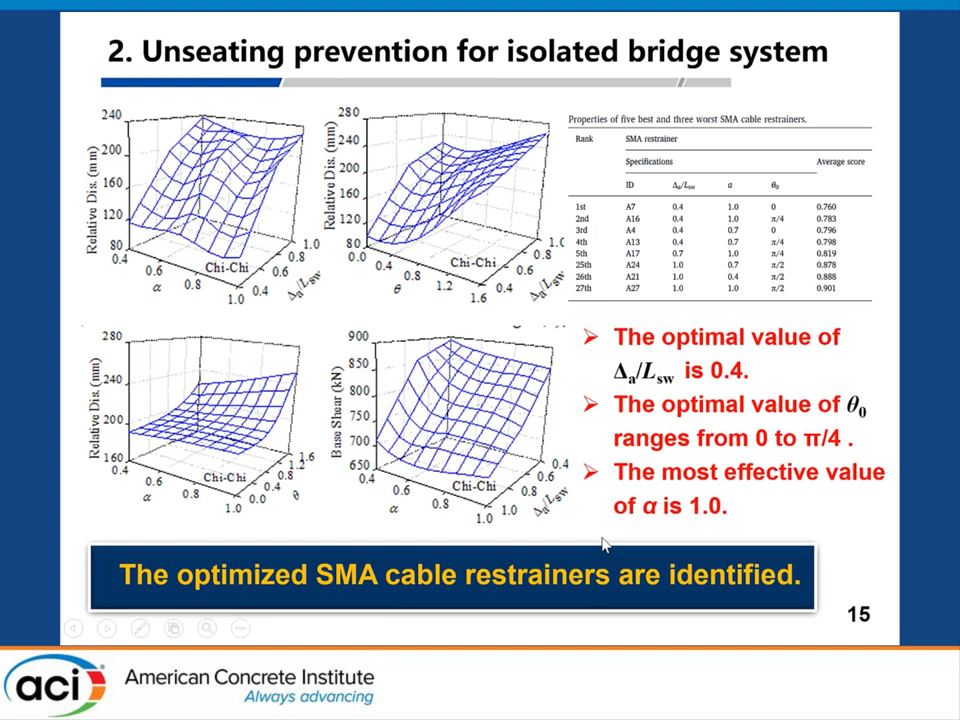 2. Unseating prevention for isolated bridge system
240
200
160
120
80
0.4
0.6
0.8
1.0
0.4
0.6
0.8
1.0
Relative Dis. (mm)
α
Δa/Lsw
Chi-Chi
280
240
200
160
120
80
0.0
0.4
0.8
1.2
1.6
0.4
0.6
0.8
1.0
Relative Dis. (mm)
θ
Δa/Lsw
Chi-Chi
Properties of five best and three worst SMA cable restrainers.
Rank SMA restrainer
Specifications Average score
ID Δa/Lsw α θ0
1st A7 0.4 1.0 0 0.760
2nd A16 0.4 1.0 π/4 0.783
3rd A4 0.4 0.7 0 0.796
4th A13 0.4 0.7 π/4 0.798
5th A17 0.7 1.0 π/4 0.819
25th A24 1.0 0.7 π/2 0.878
26th A21 1.0 0.4 π/2 0.888
27th A27 1.0 1.0 π/2 0.901
280
240
200
160
0.4
0.6
0.8
1.0
0.0
0.4
0.8
1.2
1.6
Relative Dis. (mm)
α
θ
Chi-Chi
900
850
800
750
700
650
0.4
0.6
0.8
1.0
1.0
0.8
0.6
0.4
Base Shear (kN)
α
Δa/Lsw
Chi-Chi
➢ The optimal value of
Δa/Lsw is 0.4.
➢ The optimal value of θ0
ranges from 0 to π/4 .
➢ The most effective value
of α is 1.0.
The optimized SMA cable restrainers are identified.
15
aci
American Concrete Institute
Always advancing